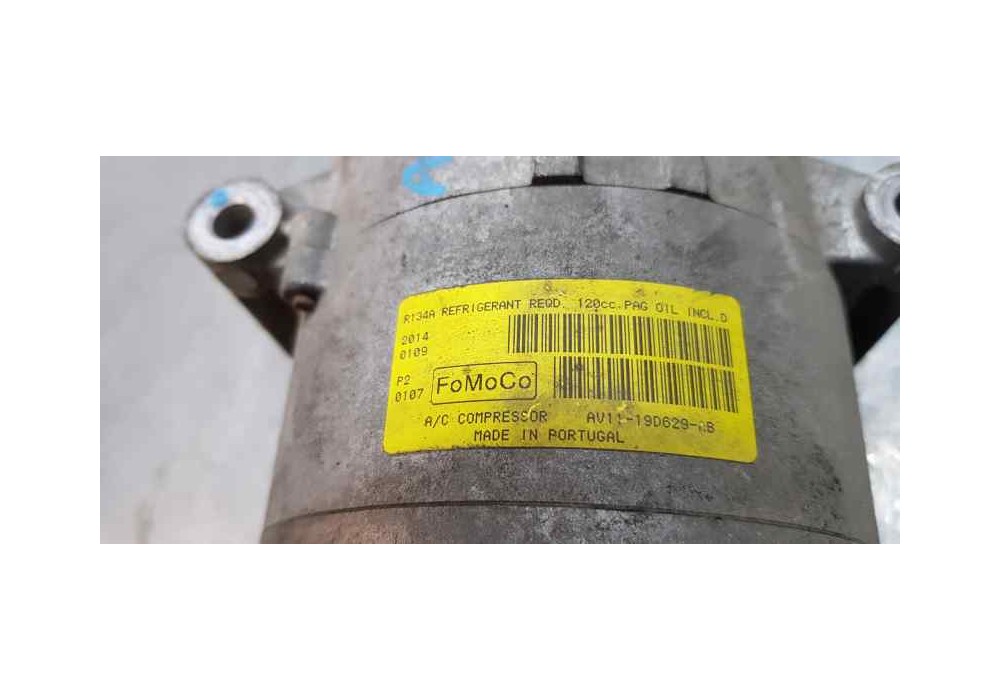 R134A REFRIGERANT REQD. 120cc.PAG OIL INCL.D
2014
0109
P2
0107
FoMoCo
A/C COMPRESSOR
MADE IN PORTUGAL